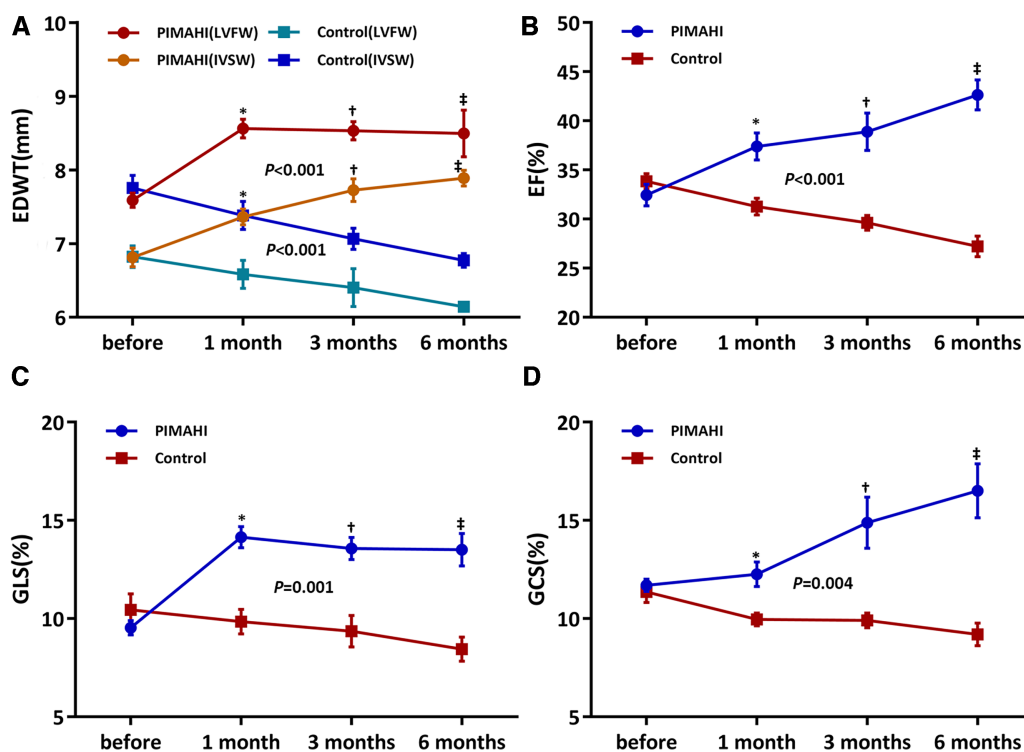 A
PIMAHI(LVFW)
Control(LVFW)
PIMAHI(IVSW)
Control(IVSW)
EDWT(mm)
10
9
8
7
6
*
†
‡
P<0.001
*
†
‡
P<0.001
before
1 month
3 months
6 months
B
PIMAHI
Control
EF(%)
50%
45%
40%
35%
30
25
20
*
†
‡
P<0.001
before
1 month
3 months
6 months
C
PIMAHI
Control
GLS(%)
20
15
10
5
*
†
‡
P=0.001
before
1 month
3 months
6 months
D
PIMAHI
Control
GCS(%)
20
15
10
5
*
†
‡
P=0.004
before
1 month
3 months
6 months